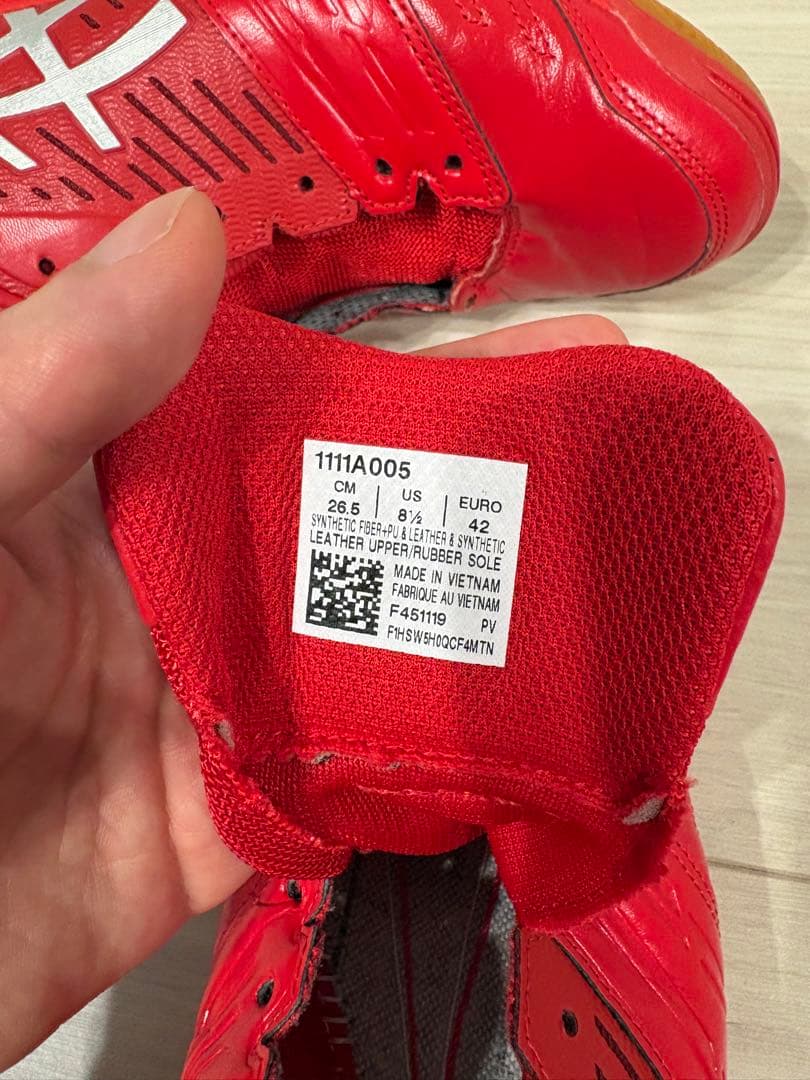 1111A005
CM | US | EURO
26.5 | 8½ | 42
SYNTHETIC FIBER+PU & LEATHER & SYNTHETIC
LEATHER UPPER/RUBBER SOLE
MADE IN VIETNAM
FABRIQUE AU VIETNAM
F451119 PV
F1HSW5H0QCF4MTN